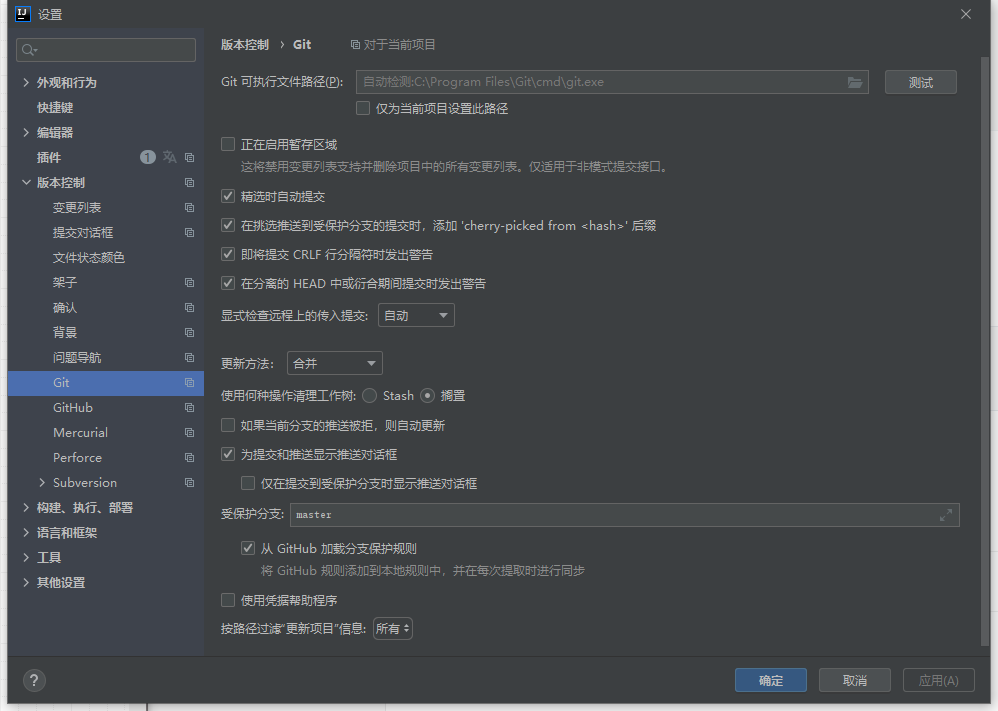 设置
外观和行为
快捷键
编辑器
插件
1
版本控制
变更列表
提交对话框
文件状态颜色
架子
确认
背景
问题导航
Git
GitHub
Mercurial
Perforce
Subversion
构建、执行、部署
语言和框架
工具
其他设置
版本控制 › Git 对于当前项目
Git 可执行文件路径(P): 自动检测:C:\Program Files\Git\cmd\git.exe 测试
仅为当前项目设置此路径
正在启用暂存区域
这将禁用变更列表支持并删除项目中的所有变更列表。仅适用于非模式提交接口。
精选时自动提交
在挑选推送到受保护分支的提交时，添加 'cherry-picked from <hash>' 后缀
即将提交 CRLF 行分隔符时发出警告
在分离的 HEAD 中或衍合期间提交时发出警告
显式检查远程上的传入提交: 自动
更新方法: 合并
使用何种操作清理工作树: Stash 搁置
如果当前分支的推送被拒，则自动更新
为提交和推送显示推送对话框
仅在提交到受保护分支时显示推送对话框
受保护分支: master
从 GitHub 加载分支保护规则
将 GitHub 规则添加到本地规则中，并在每次提取时进行同步
使用凭据帮助程序
按路径过滤"更新项目"信息: 所有
? 确定 取消 应用(A)